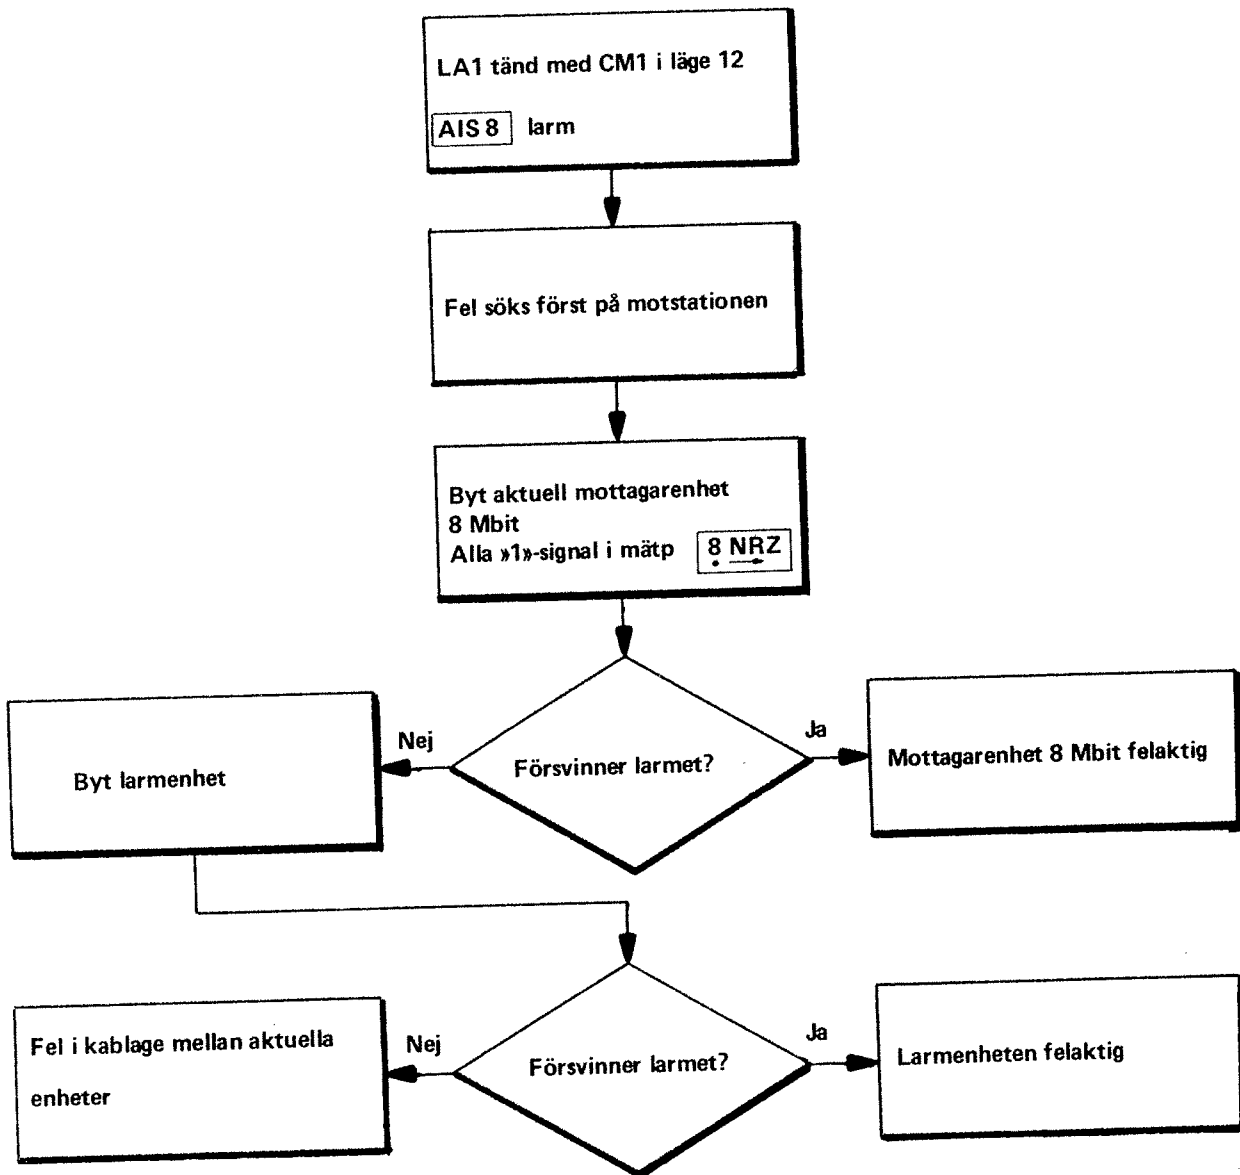 LA1 tänd med CM1 i läge 12
AIS 8 larm
Fel söks först på motstationen
Byt aktuell mottagarenhet
8 Mbit
Alla »1»-signal i mätp 8 NRZ
Nej
Ja
Byt larmenhet
Försvinner larmet?
Mottagarenhet 8 Mbit felaktig
Fel i kablage mellan aktuella
enheter
Nej
Försvinner larmet?
Ja
Larmenheten felaktig